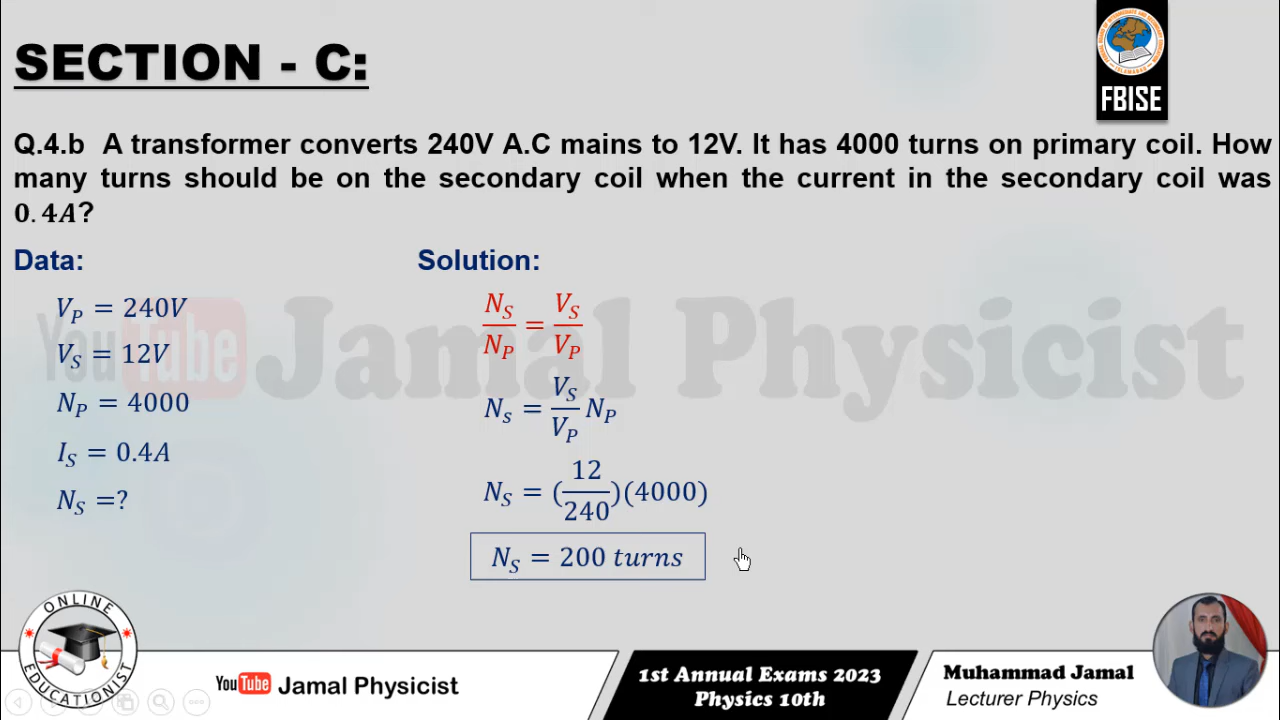 SECTION - C:
FBISE
Q.4.b A transformer converts 240V A.C mains to 12V. It has 4000 turns on primary coil. How
many turns should be on the secondary coil when the current in the secondary coil was
0.4A?
Data:
Solution:
V_P = 240V
V_S = 12V
N_P = 4000
I_S = 0.4A
N_S =?
N_S/N_P = V_S/V_P
N_s = V_S/V_P N_P
N_S = (12/240)(4000)
N_S = 200 turns
YouTube Jamal Physicist
ONLINE
EDUCATIONIST
YouTube Jamal Physicist
1st Annual Exams 2023
Physics 10th
Muhammad Jamal
Lecturer Physics